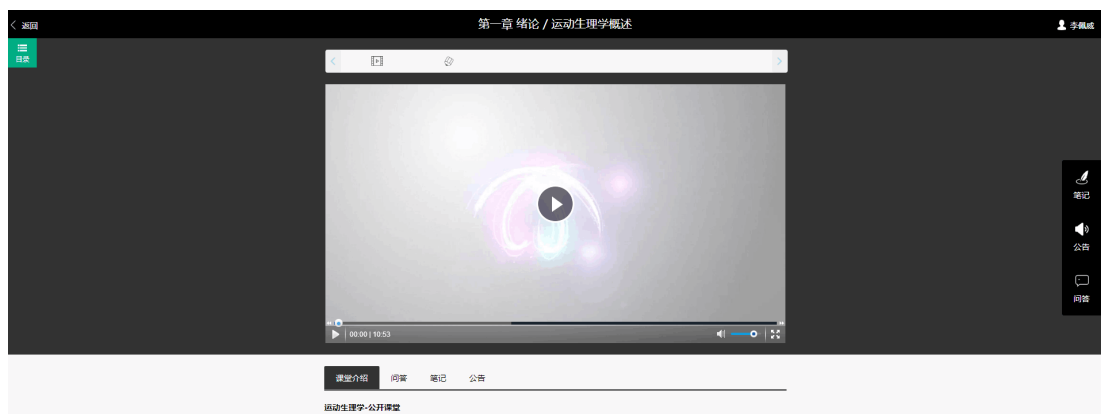 返回
第一章 绪论 / 运动生理学概述
李佩威
目录
笔记
公告
问答
00:00 | 10:53
课堂介绍 问答 笔记 公告
运动生理学-公开课堂